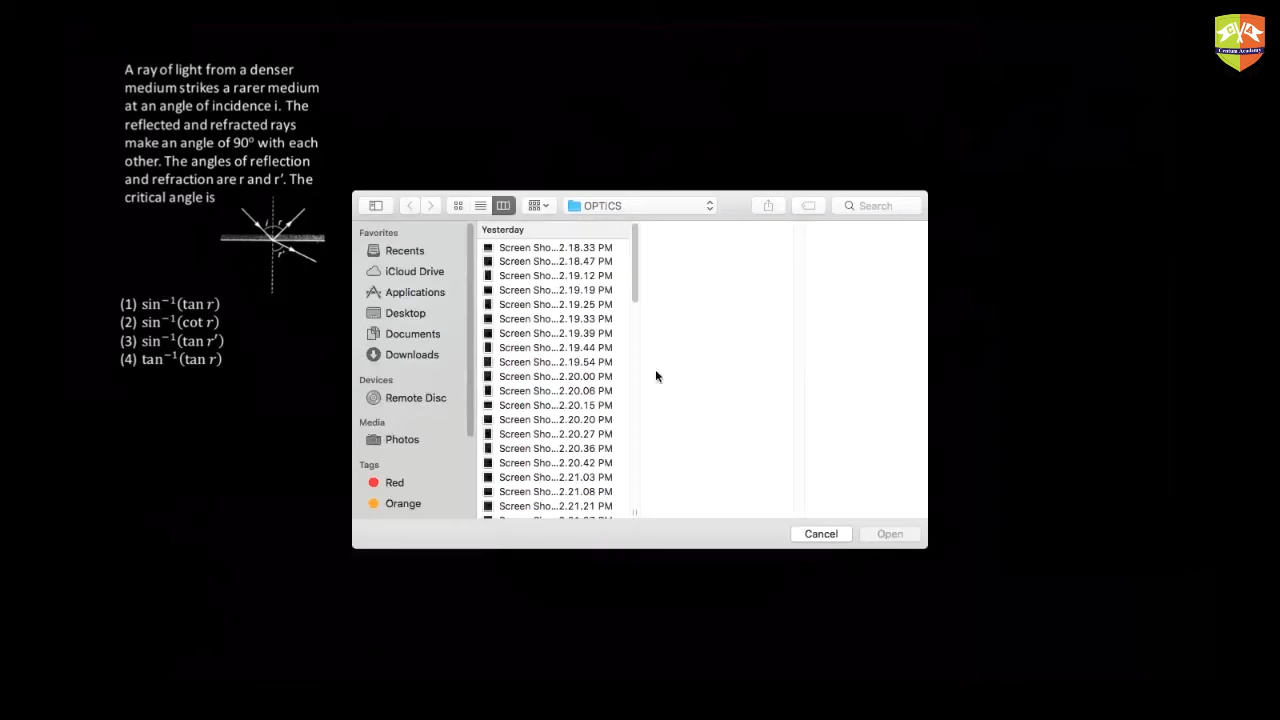 Centum Academy
A ray of light from a denser
medium strikes a rarer medium
at an angle of incidence i. The
reflected and refracted rays
make an angle of 90° with each
other. The angles of reflection
and refraction are r and r'. The
critical angle is
i r
r'
(1) sin⁻¹(tan r)
(2) sin⁻¹(cot r)
(3) sin⁻¹(tan r′)
(4) tan⁻¹(tan r)
OPTICS
Search
Favorites
Recents
iCloud Drive
Applications
Desktop
Documents
Downloads
Devices
Remote Disc
Media
Photos
Tags
Red
Orange
Yesterday
Screen Sho...2.18.33 PM
Screen Sho...2.18.47 PM
Screen Sho...2.19.12 PM
Screen Sho...2.19.19 PM
Screen Sho...2.19.25 PM
Screen Sho...2.19.33 PM
Screen Sho...2.19.39 PM
Screen Sho...2.19.44 PM
Screen Sho...2.19.54 PM
Screen Sho...2.20.00 PM
Screen Sho...2.20.06 PM
Screen Sho...2.20.15 PM
Screen Sho...2.20.20 PM
Screen Sho...2.20.27 PM
Screen Sho...2.20.36 PM
Screen Sho...2.20.42 PM
Screen Sho...2.21.03 PM
Screen Sho...2.21.08 PM
Screen Sho...2.21.21 PM
Cancel
Open